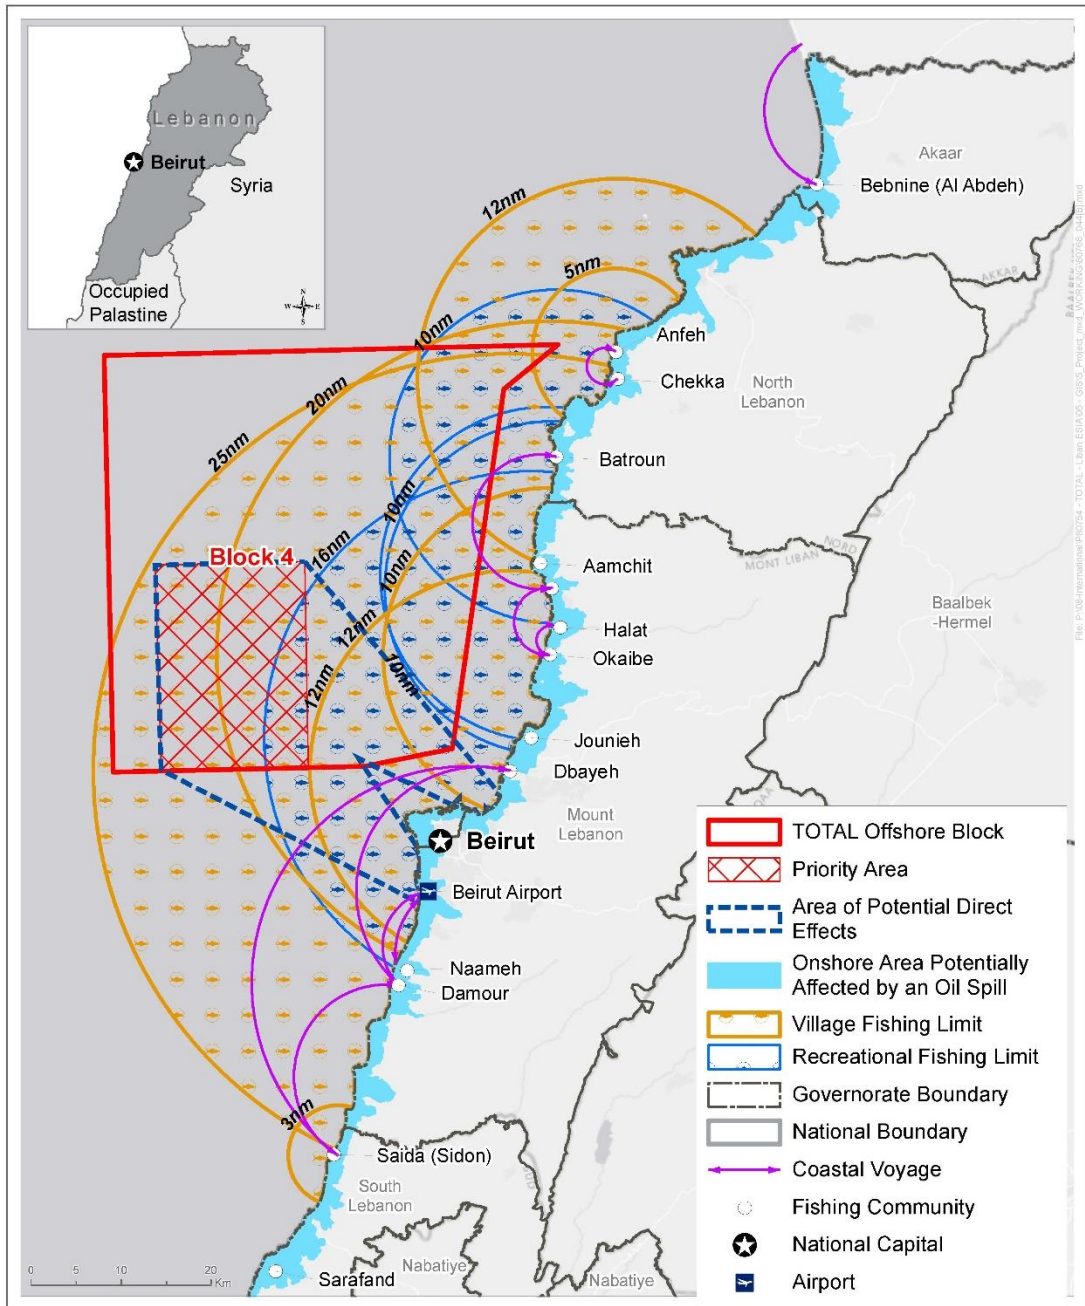 Lebanon
Beirut
Syria
Occupied
Palastine
N
W
E
S
Akaar
Bebnine (Al Abdeh)
AKKAR
12nm
5nm
10nm
Anfeh
Chekka
North
Lebanon
20nm
25nm
Batroun
10nm
16nm
10nm
Block 4
Aamchit
NORD
MONT LIBAN
Baalbek
-Hermel
12nm
Halat
Okaibe
12nm
10nm
Jounieh
Dbayeh
Mount
Lebanon
Beirut
Beirut Airport
Naameh
Damour
3nm
Saida (Sidon)
South
Lebanon
Sarafand
Nabatiye
Nabatiye
0 5 10 20
Km
TOTAL Offshore Block
Priority Area
Area of Potential Direct
Effects
Onshore Area Potentially
Affected by an Oil Spill
Village Fishing Limit
Recreational Fishing Limit
Governorate Boundary
National Boundary
Coastal Voyage
Fishing Community
National Capital
Airport